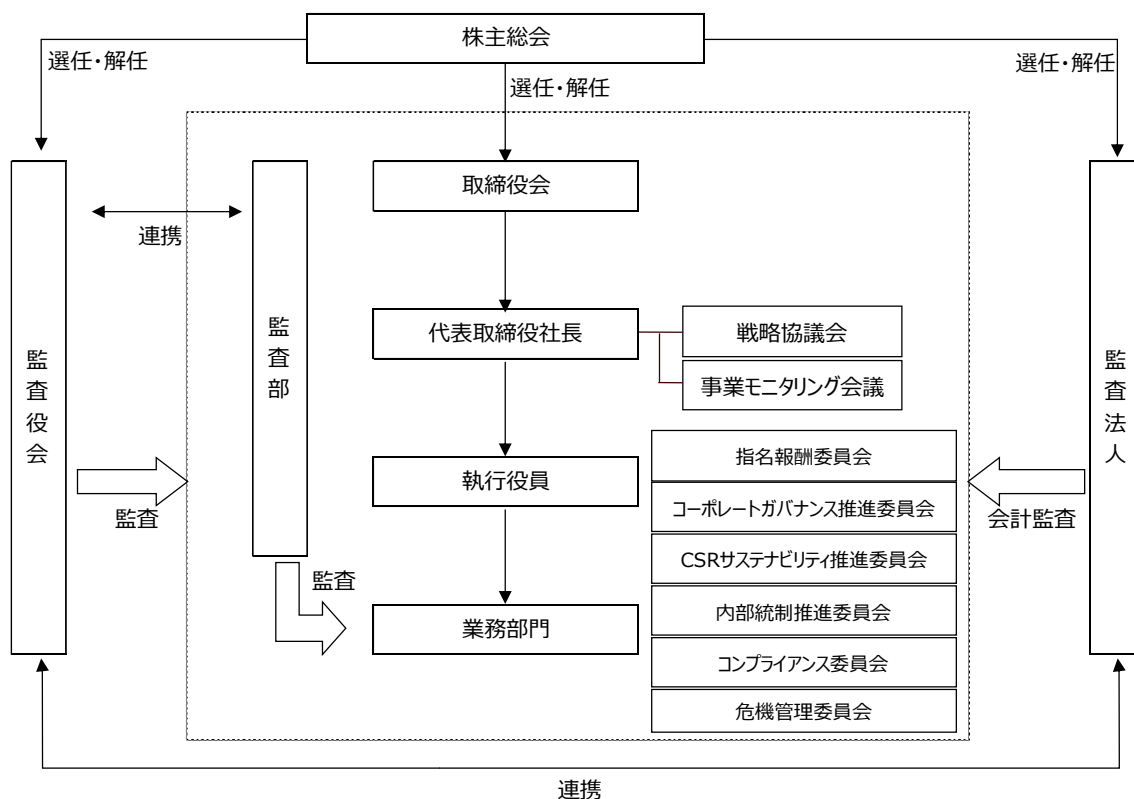 株主総会
選任・解任
選任・解任
選任・解任
取締役会
連携
監査役会
監査部
代表取締役社長
戦略協議会
事業モニタリング会議
監査法人
執行役員
指名報酬委員会
コーポレートガバナンス推進委員会
CSRサステナビリティ推進委員会
内部統制推進委員会
コンプライアンス委員会
危機管理委員会
監査
会計監査
監査
業務部門
連携